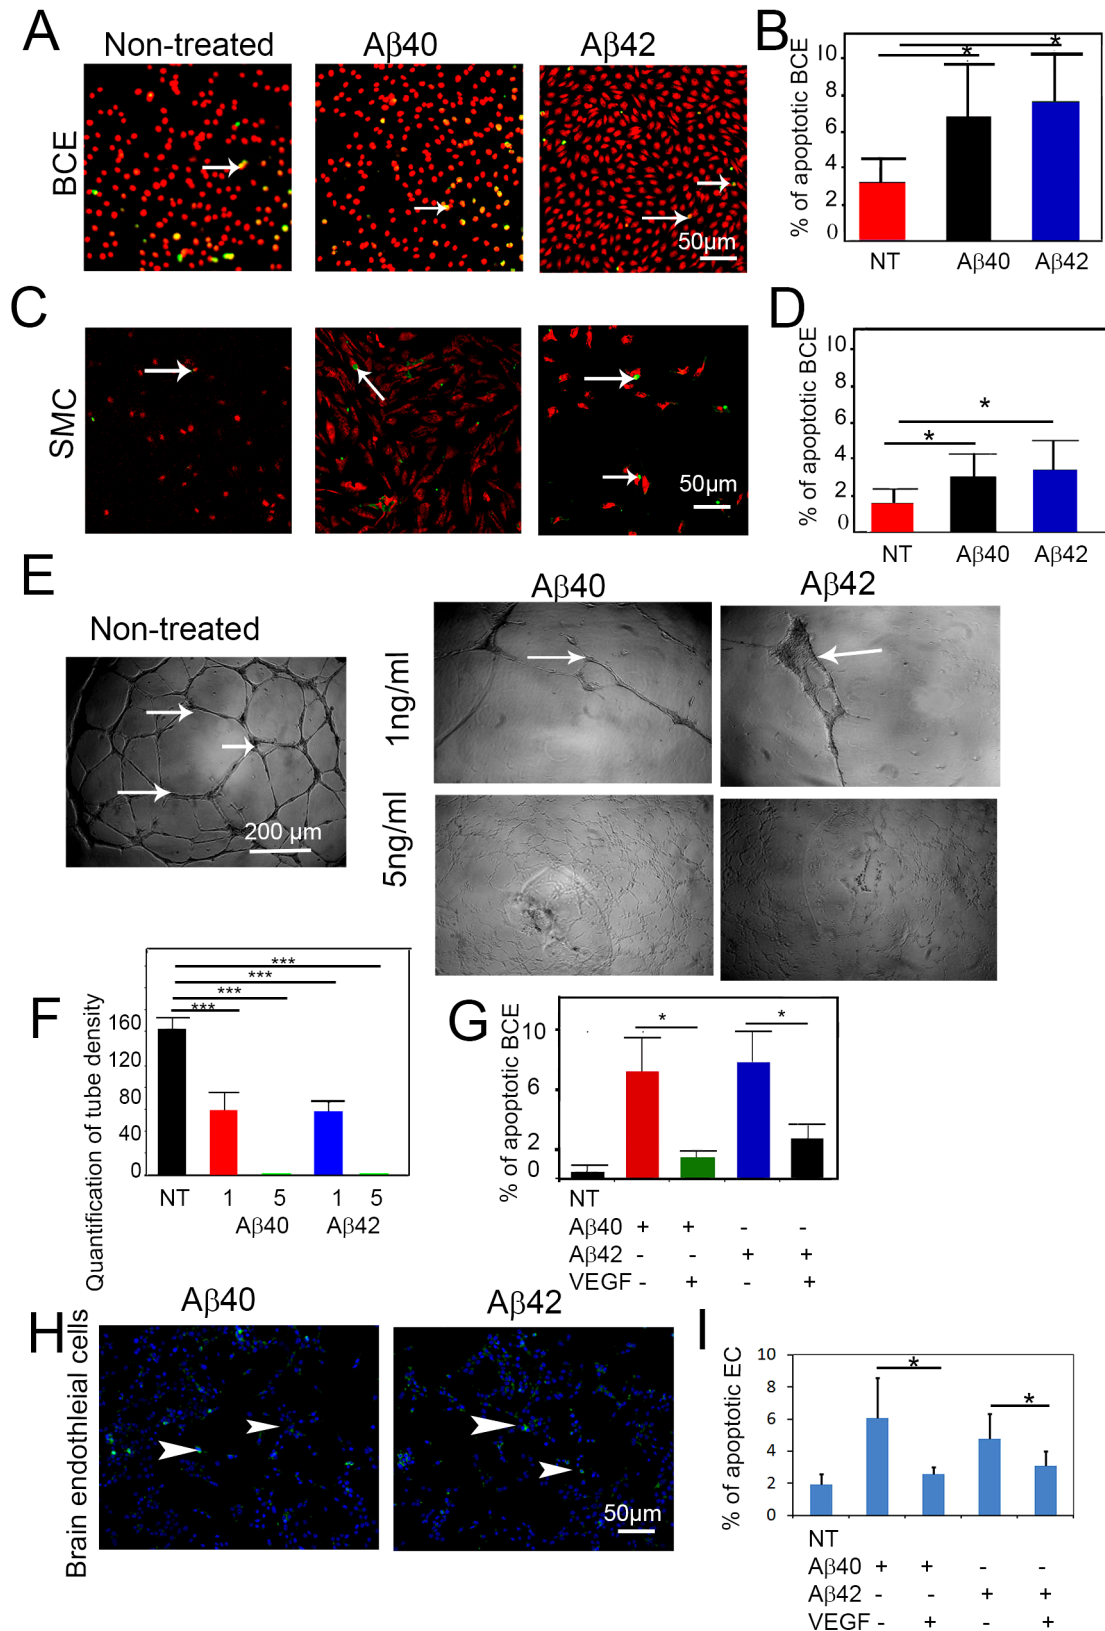 A
Non-treated
Aβ40
Aβ42
BCE
50µm
B
% of apoptotic BCE
10
8
6
4
2
0
*
*
NT
Aβ40
Aβ42
C
SMC
50µm
D
% of apoptotic BCE
10
8
6
4
2
0
*
*
NT
Aβ40
Aβ42
E
Non-treated
200 µm
Aβ40
Aβ42
1ng/ml
5ng/ml
F
Quantification of tube density
160
120
80
40
0
***
***
***
***
NT
1
5
1
5
Aβ40
Aβ42
G
% of apoptotic BCE
10
6
2
0
*
*
NT
Aβ40 + + - -
Aβ42 - - + +
VEGF - + - +
H
Aβ40
Aβ42
Brain endothleial cells
50µm
I
% of apoptotic EC
10
8
6
4
2
0
*
*
NT
Aβ40 + + - -
Aβ42 - - + +
VEGF - + - +